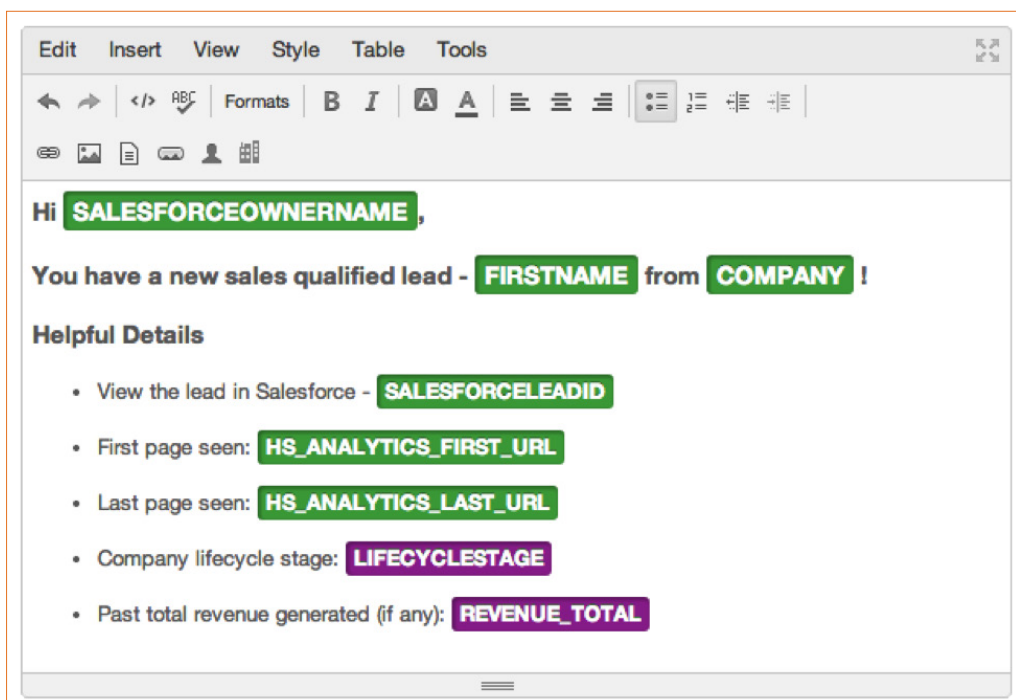 Edit Insert View Style Table Tools
</> ABC Formats B I A A
Hi SALESFORCEOWNERNAME ,
You have a new sales qualified lead - FIRSTNAME from COMPANY !
Helpful Details
• View the lead in Salesforce - SALESFORCELEADID
• First page seen: HS_ANALYTICS_FIRST_URL
• Last page seen: HS_ANALYTICS_LAST_URL
• Company lifecycle stage: LIFECYCLESTAGE
• Past total revenue generated (if any): REVENUE_TOTAL